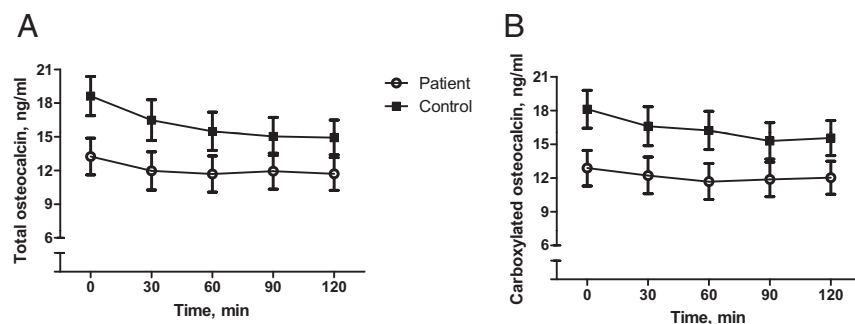 A
Total osteocalcin, ng/ml
21
18
15
12
9
6
0 30 60 90 120
Time, min
Patient
Control
B
Carboxylated osteocalcin, ng/ml
21
18
15
12
9
6
0 30 60 90 120
Time, min